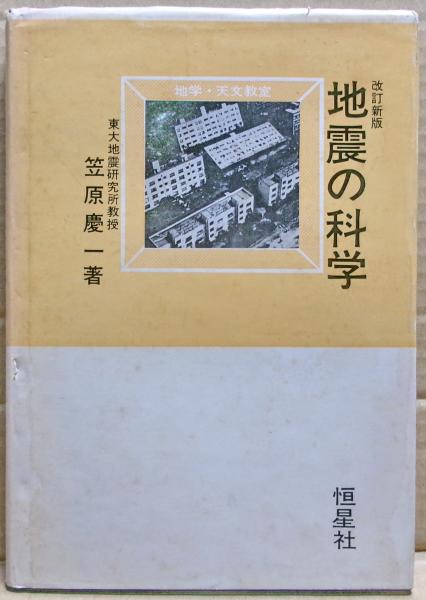 改訂新版
地震の科学
地学・天文教室
東大地震研究所教授
笠原慶一著
恒星社